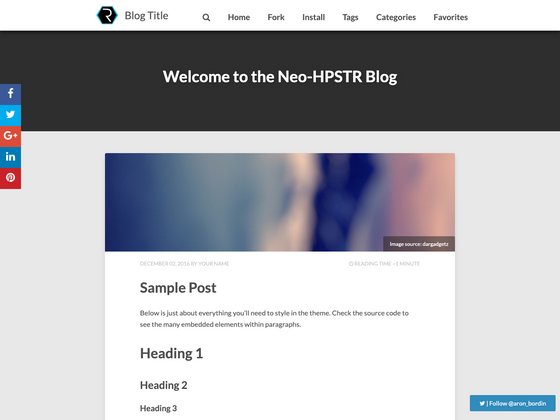 Blog Title
Home Fork Install Tags Categories Favorites
Welcome to the Neo-HPSTR Blog
Image source: dargadgetz
DECEMBER 02, 2016 BY YOUR NAME
READING TIME ~1 MINUTE
Sample Post
Below is just about everything you'll need to style in the theme. Check the source code to
see the many embedded elements within paragraphs.
Heading 1
Heading 2
Heading 3
| Follow @aron_bordin